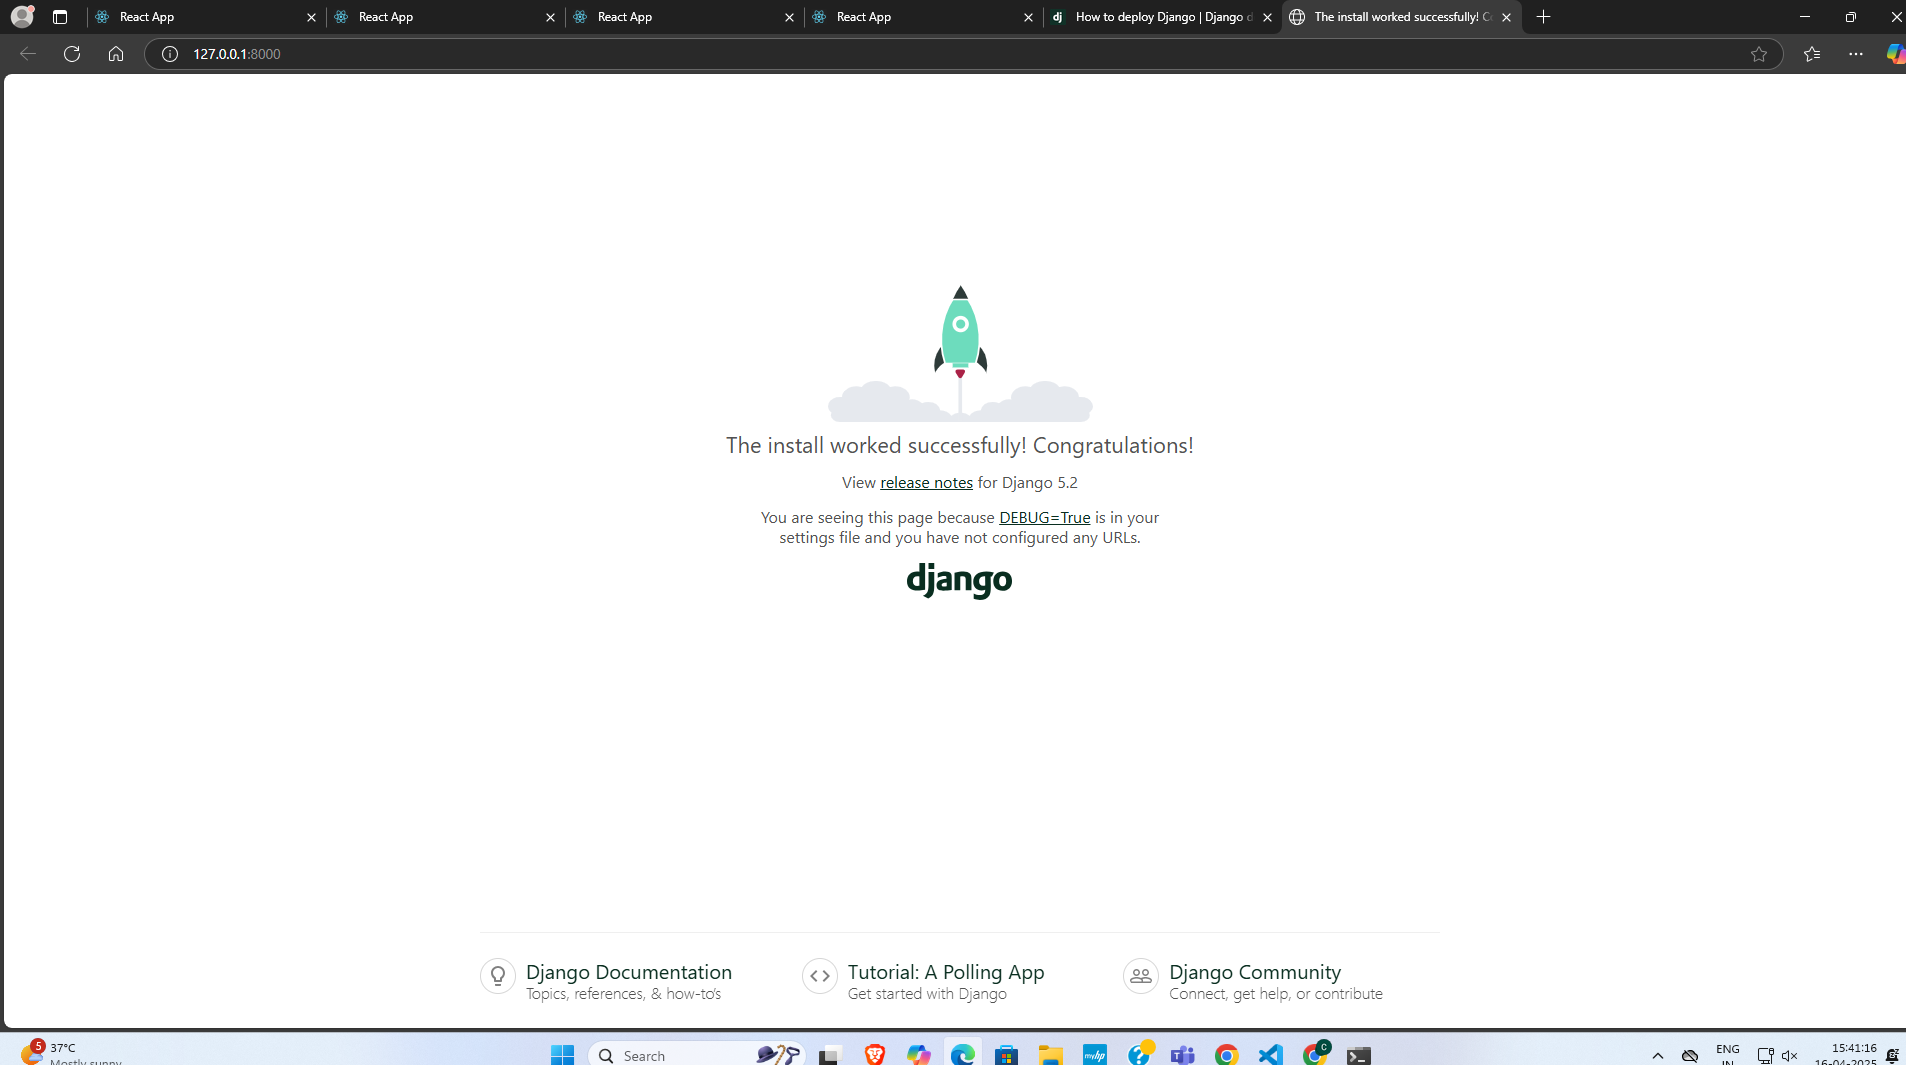 React App
React App
React App
React App
How to deploy Django | Django d
The install worked successfully! Co
127.0.0.1:8000
The install worked successfully! Congratulations!
View release notes for Django 5.2
You are seeing this page because DEBUG=True is in your
settings file and you have not configured any URLs.
django
Django Documentation
Topics, references, & how-to's
Tutorial: A Polling App
Get started with Django
Django Community
Connect, get help, or contribute
5
37°C
Mostly sunny
Search
myhp
C
ENG
IN
15:41:16
16-04-2025